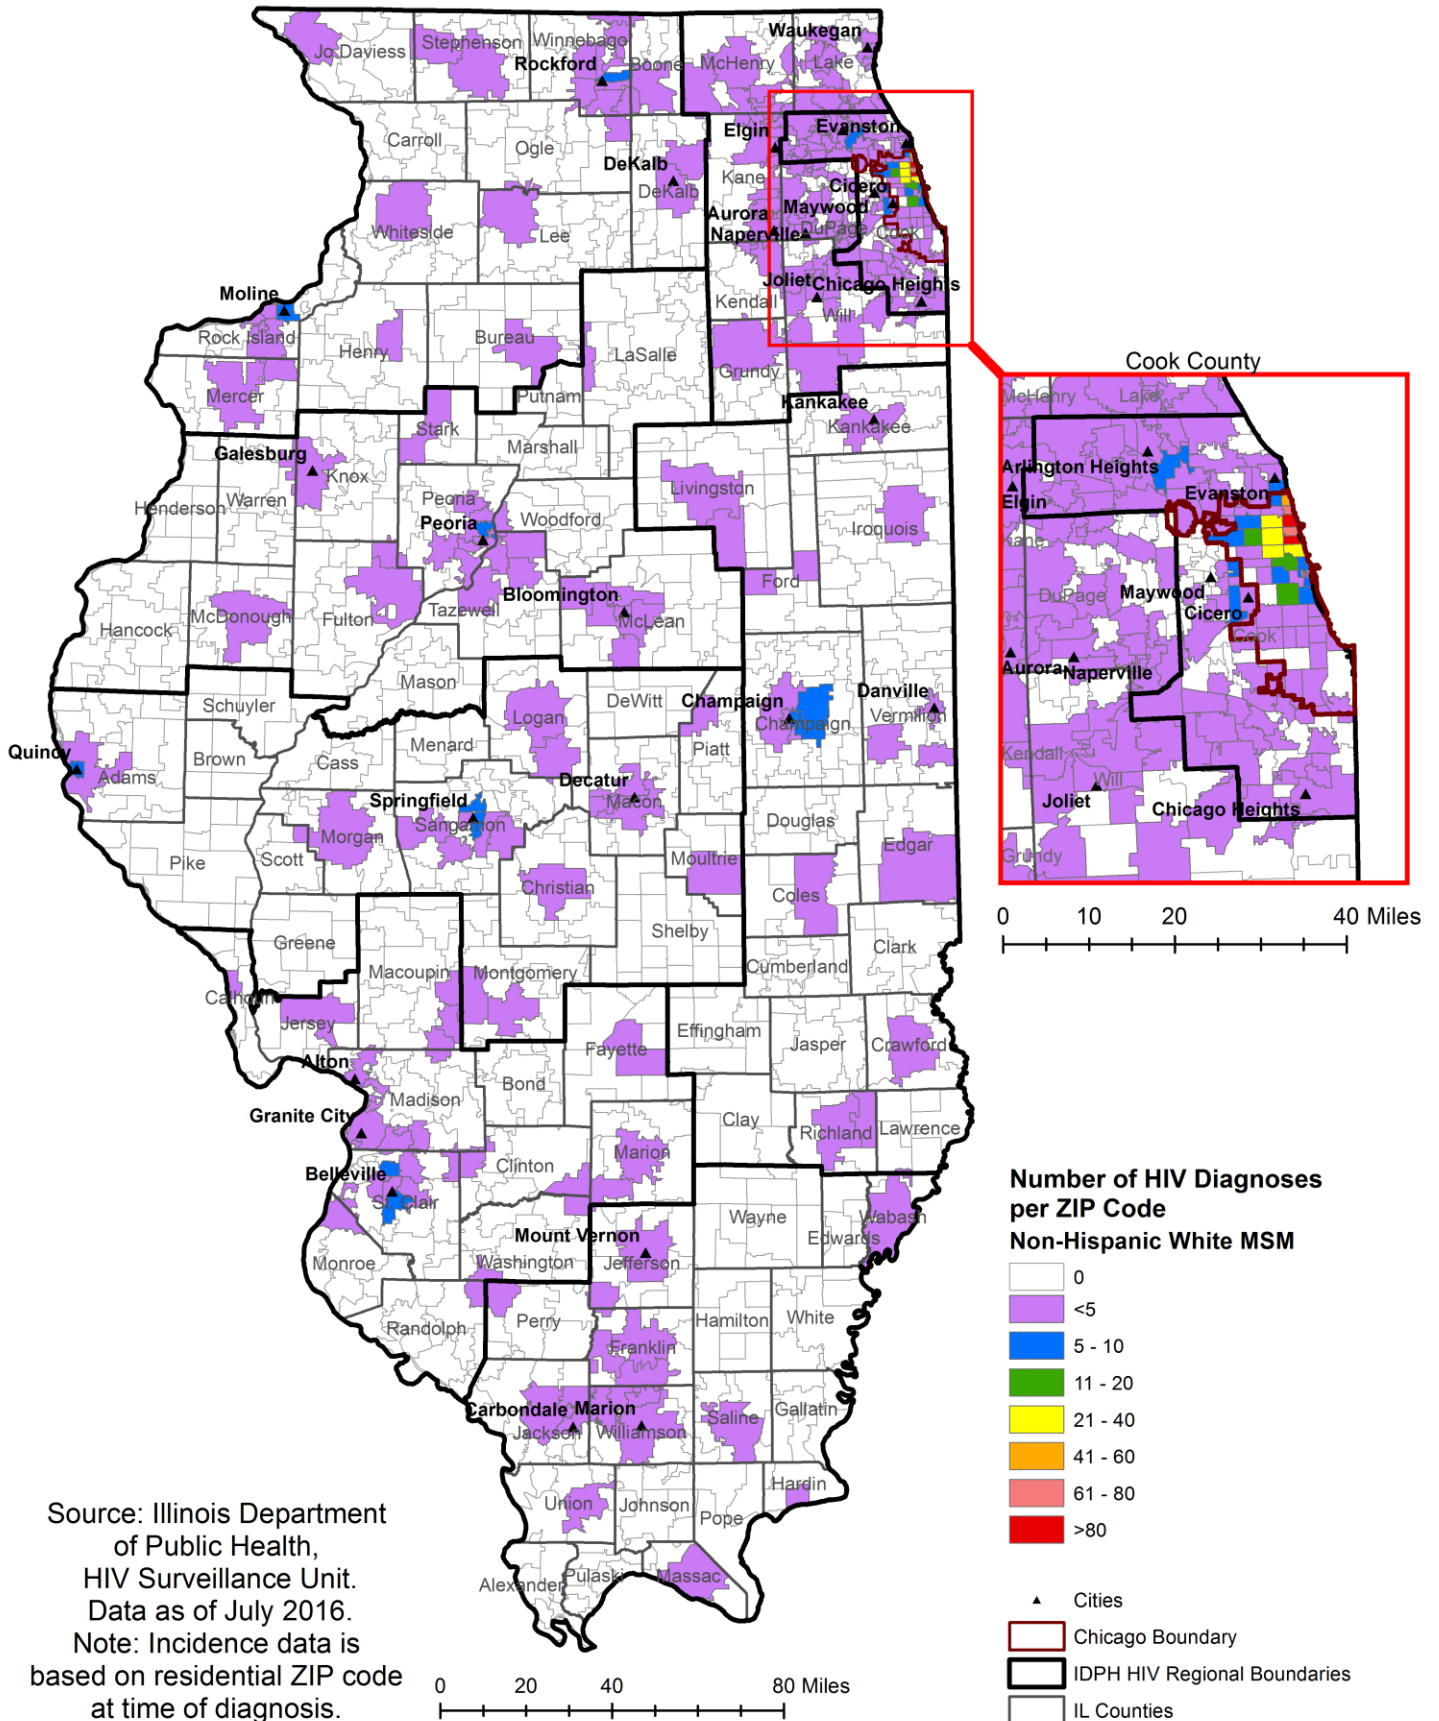 Waukegan
Jo Daviess
Stephenson
Winnebago
Rockford
Boone
McHenry
Lake
Carroll
Ogle
DeKalb
DeKalb
Elgin
Evanston
Kane
Cicero
Maywood
Aurora
Naperville
DuPage
Cook
Whiteside
Lee
Moline
Rock Island
Henry
Bureau
LaSalle
Kendall
Joliet
Chicago Heights
Will
Grundy
Mercer
Putnam
Kankakee
Kankakee
Stark
Marshall
Galesburg
Knox
Henderson
Warren
Peoria
Peoria
Woodford
Livingston
Iroquois
Ford
Bloomington
McLean
Hancock
McDonough
Fulton
Tazewell
Mason
Schuyler
Logan
DeWitt
Champaign
Champaign
Danville
Vermilion
Menard
Piatt
Quincy
Adams
Brown
Cass
Springfield
Sangamon
Decatur
Macon
Douglas
Edgar
Pike
Scott
Morgan
Christian
Moultrie
Coles
Greene
Macoupin
Montgomery
Shelby
Cumberland
Clark
Calhoun
Jersey
Fayette
Effingham
Jasper
Crawford
Alton
Madison
Bond
Granite City
Clay
Richland
Lawrence
Belleville
St. Clair
Clinton
Marion
Wayne
Edwards
Wabash
Monroe
Mount Vernon
Washington
Jefferson
Randolph
Perry
Hamilton
White
Franklin
Carbondale
Marion
Jackson
Williamson
Saline
Gallatin
Union
Johnson
Pope
Hardin
Alexander
Pulaski
Massac
Cook County
McHenry
Lake
Arlington Heights
Elgin
Evanston
Kane
DuPage
Maywood
Cicero
Cook
Aurora
Naperville
Kendall
Will
Joliet
Chicago Heights
Grundy
0 10 20 40 Miles
Number of HIV Diagnoses
per ZIP Code
Non-Hispanic White MSM
0
<5
5 - 10
11 - 20
21 - 40
41 - 60
61 - 80
>80
Cities
Chicago Boundary
IDPH HIV Regional Boundaries
IL Counties
Source: Illinois Department
of Public Health,
HIV Surveillance Unit.
Data as of July 2016.
Note: Incidence data is
based on residential ZIP code
at time of diagnosis.
0 20 40 60 80 Miles